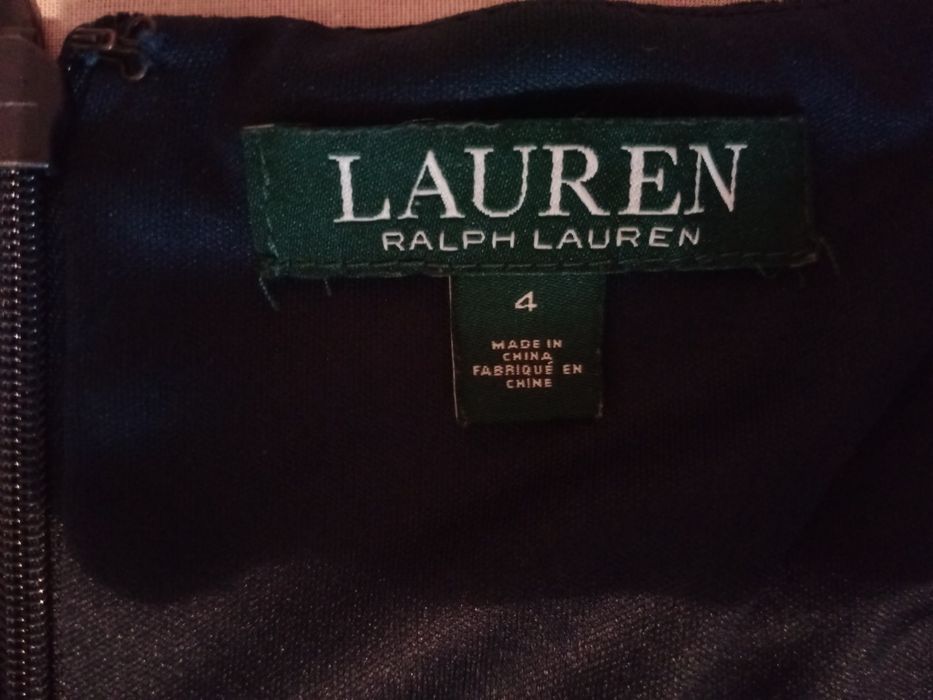 LAUREN
RALPH LAUREN
4
MADE IN
CHINA
FABRIQUÉ EN
CHINE